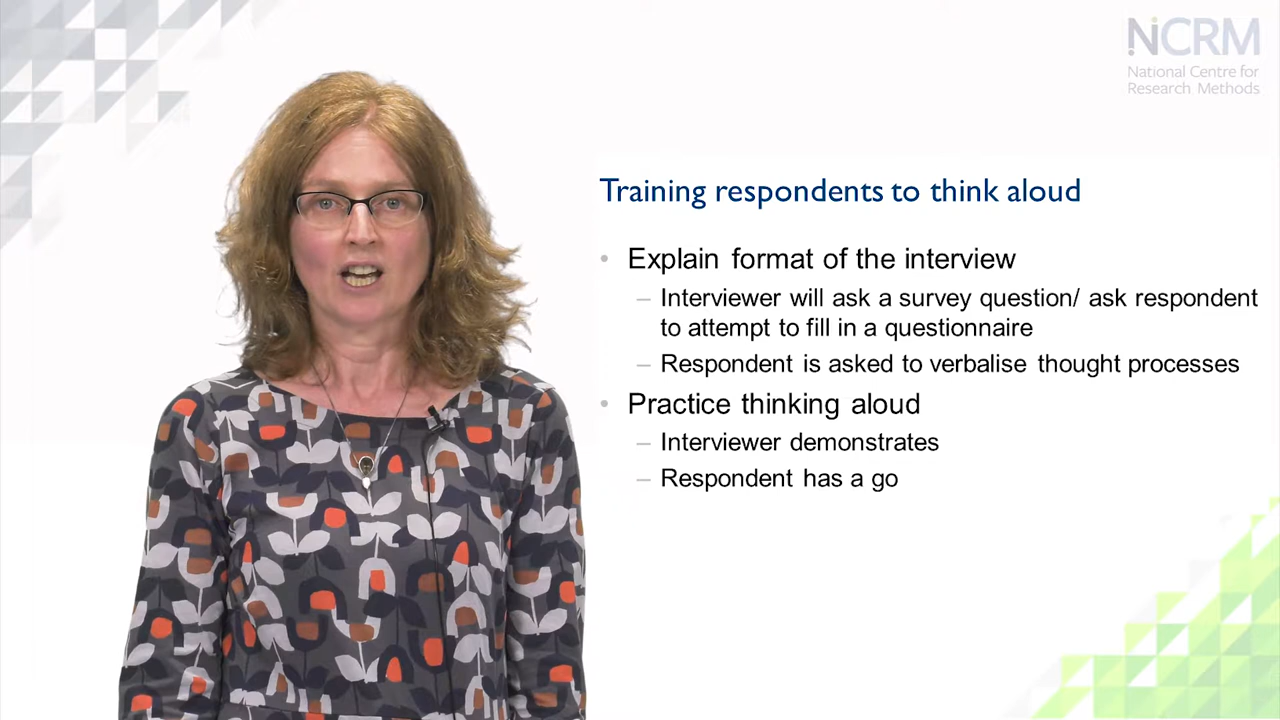 NCRM
National Centre for
Research Methods
Training respondents to think aloud
• Explain format of the interview
– Interviewer will ask a survey question/ ask respondent
to attempt to fill in a questionnaire
– Respondent is asked to verbalise thought processes
• Practice thinking aloud
– Interviewer demonstrates
– Respondent has a go